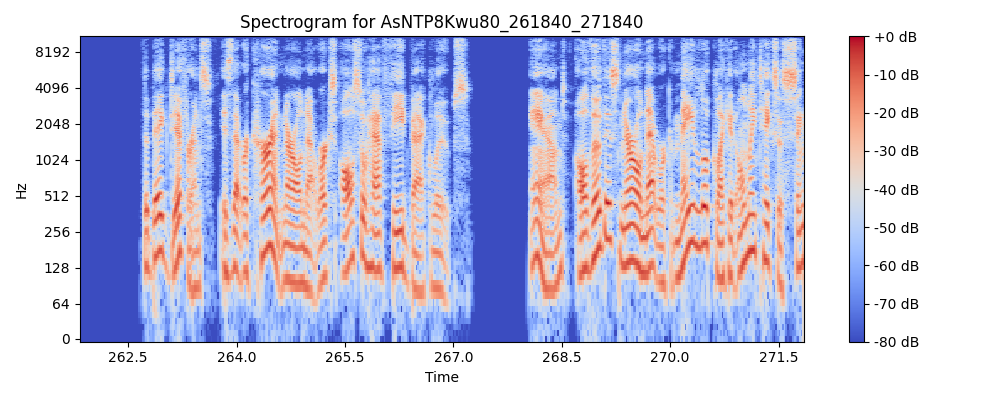 Spectrogram for AsNTP8Kwu80_261840_271840
8192
4096
2048
1024
512
256
128
64
0
Hz
262.5
264.0
265.5
267.0
268.5
270.0
271.5
Time
+0 dB
-10 dB
-20 dB
-30 dB
-40 dB
-50 dB
-60 dB
-70 dB
-80 dB